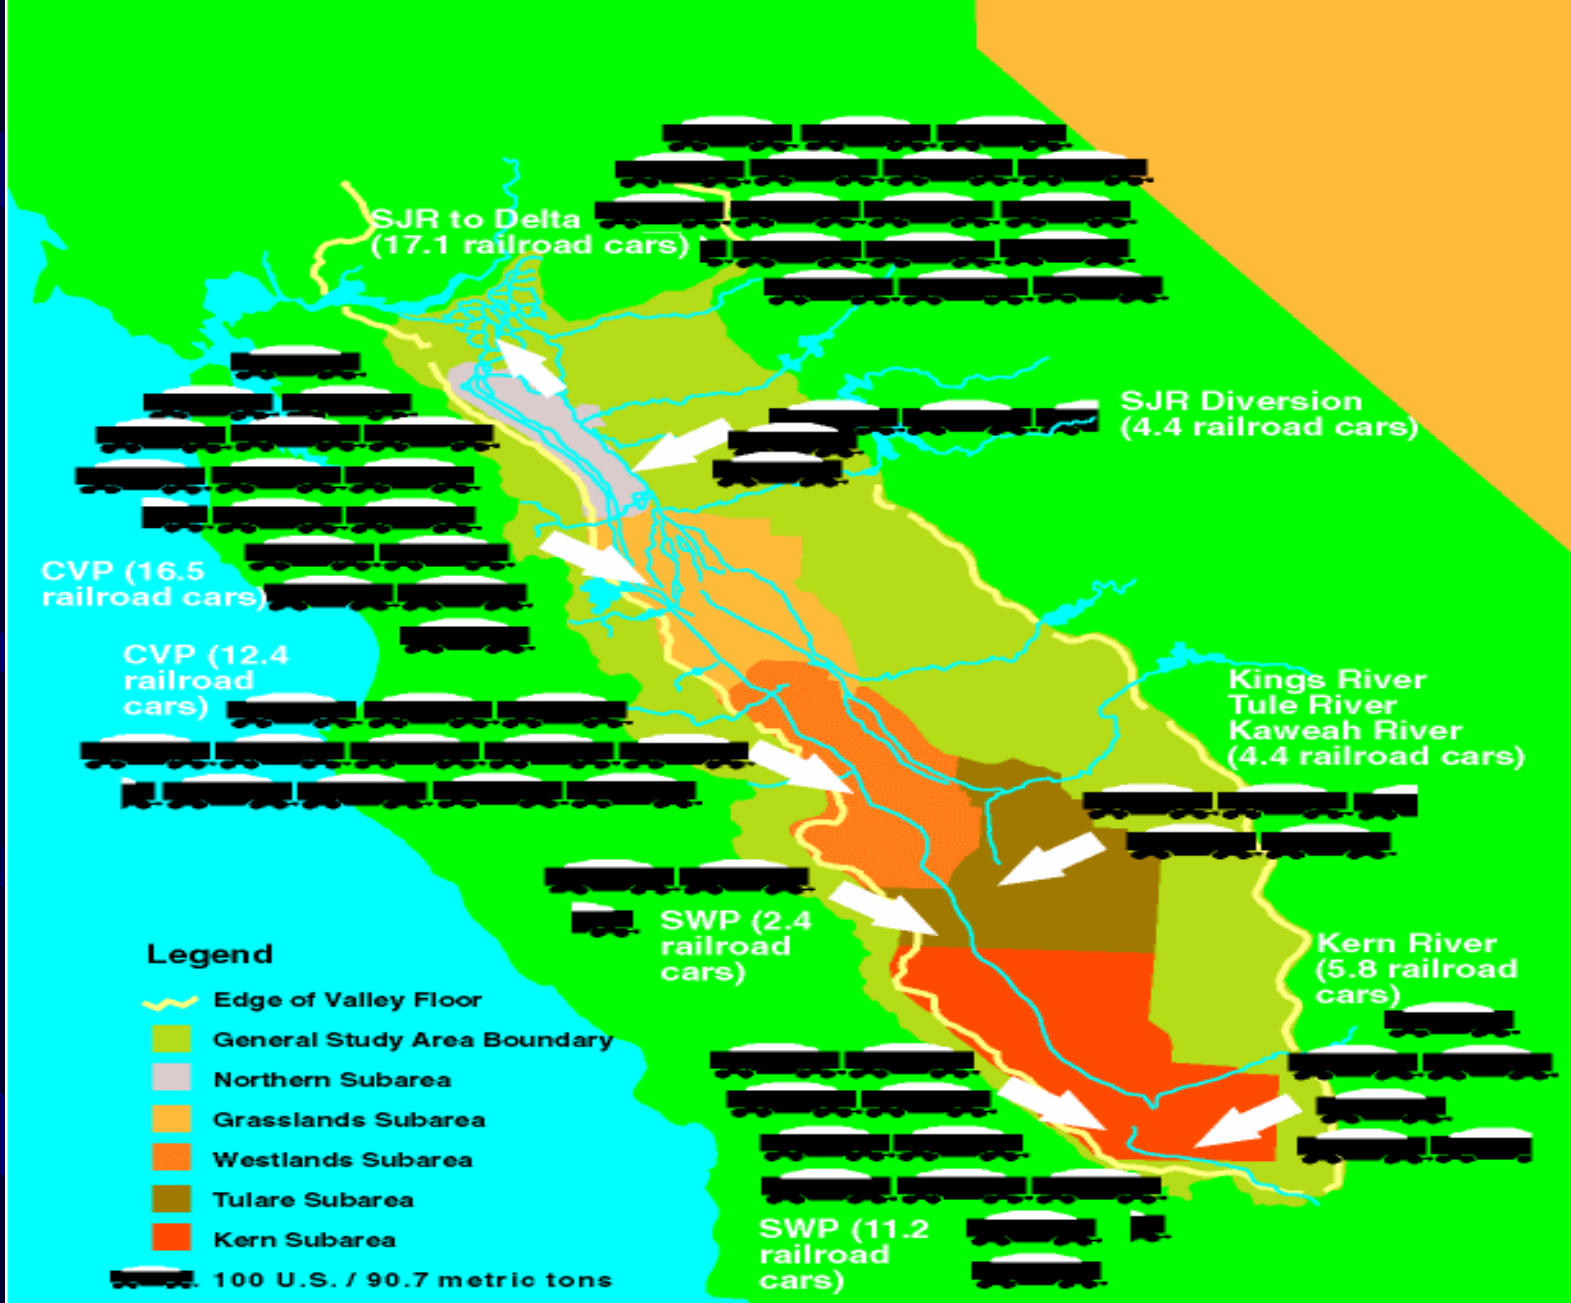 SJR to Delta
(17.1 railroad cars)
SJR Diversion
(4.4 railroad cars)
CVP (16.5
railroad cars)
CVP (12.4
railroad
cars)
Kings River
Tule River
Kaweah River
(4.4 railroad cars)
SWP (2.4
railroad
cars)
Kern River
(5.8 railroad
cars)
SWP (11.2
railroad
cars)
Legend
Edge of Valley Floor
General Study Area Boundary
Northern Subarea
Grasslands Subarea
Westlands Subarea
Tulare Subarea
Kern Subarea
100 U.S. / 90.7 metric tons